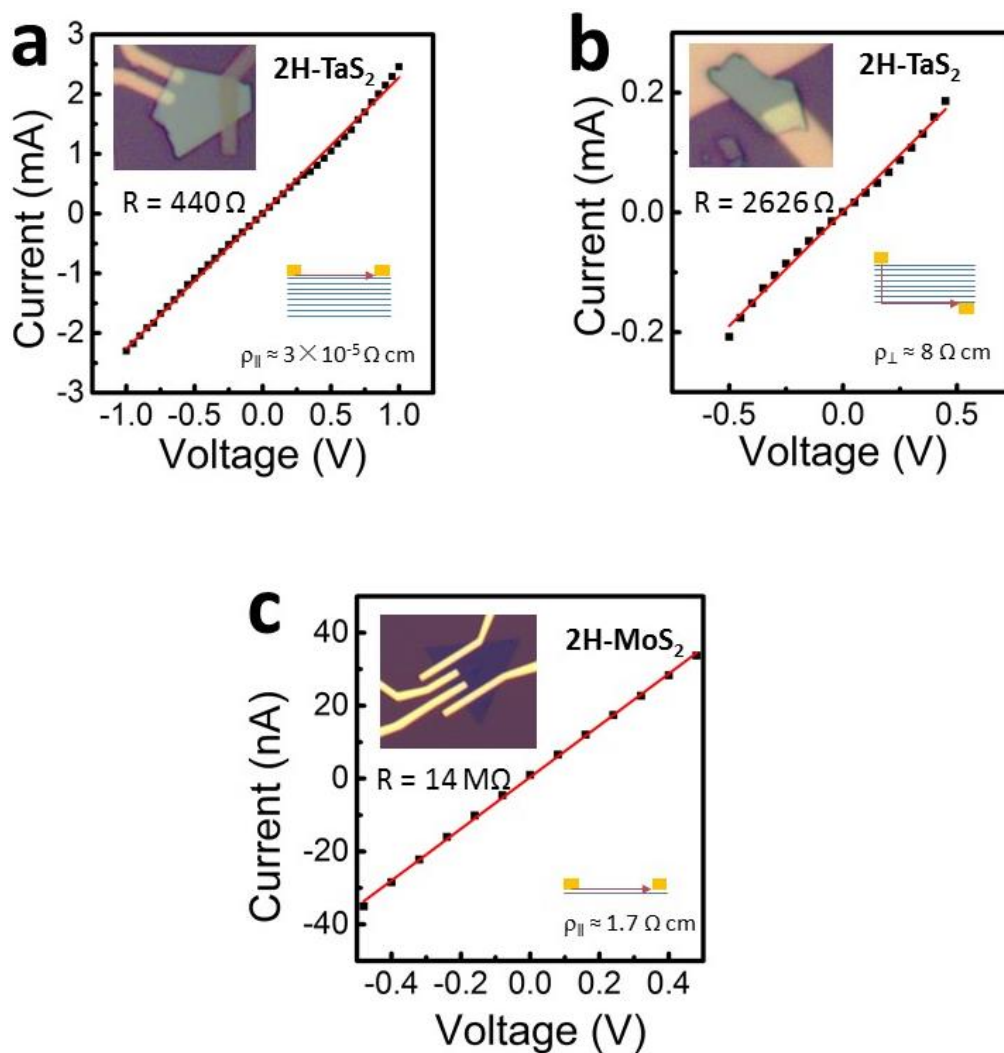 a
3
2
1
0
-1
-2
-3
Current (mA)
2H-TaS₂
R = 440 Ω
ρ∥ ≈ 3×10⁻⁵ Ω cm
-1.0 -0.5 0.0 0.5 1.0
Voltage (V)
b
0.2
0.0
-0.2
Current (mA)
2H-TaS₂
R = 2626 Ω
ρ⊥ ≈ 8 Ω cm
-0.5 0.0 0.5
Voltage (V)
c
40
20
0
-20
-40
Current (nA)
2H-MoS₂
R = 14 MΩ
ρ∥ ≈ 1.7 Ω cm
-0.4 -0.2 0.0 0.2 0.4
Voltage (V)